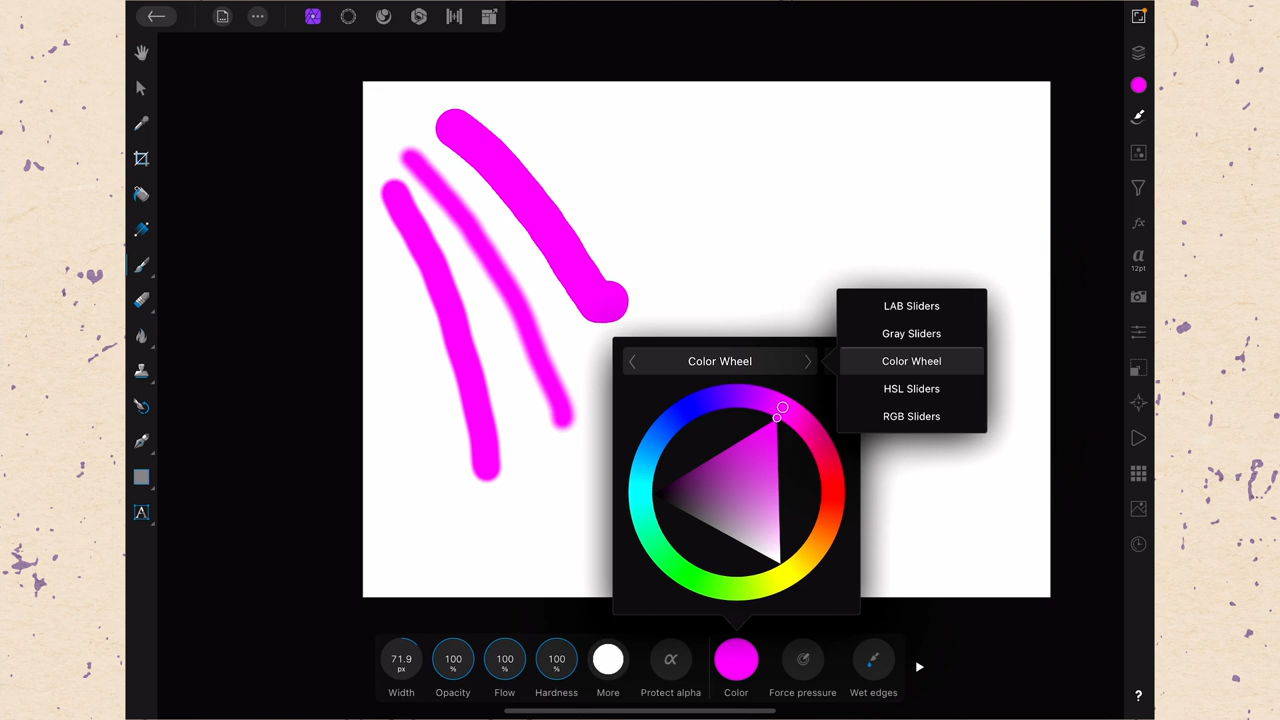 12pt
LAB Sliders
Gray Sliders
Color Wheel
Color Wheel
HSL Sliders
RGB Sliders
71.9
px
100
%
100
%
100
%
α
Width
Opacity
Flow
Hardness
More
Protect alpha
Color
Force pressure
Wet edges
?